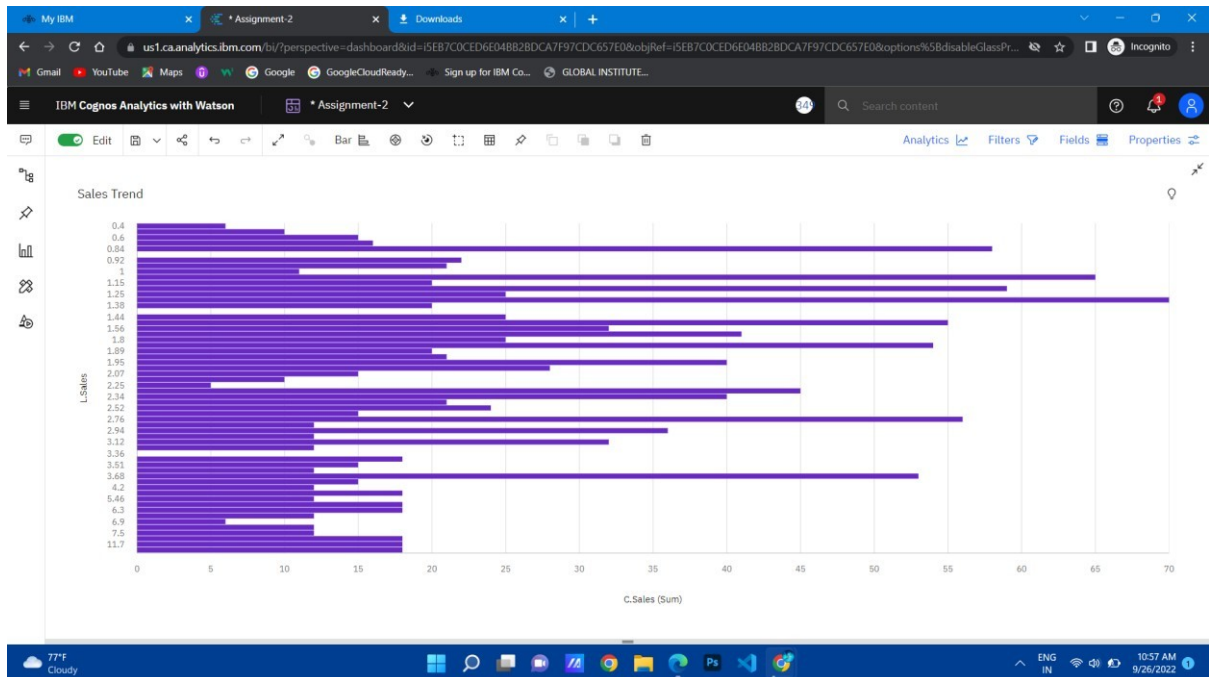 My IBM
* Assignment-2
Downloads
us1.ca.analytics.ibm.com/bi/?perspective=dashboard&id=i5EB7C0CED6E04BB2BDCA7F97CDC657E0&objRef=i5EB7C0CED6E04BB2BDCA7F97CDC657E0&options%5BdisableGlassPr...
Incognito
Gmail YouTube Maps Google GoogleCloudReady... Sign up for IBM Co... GLOBAL INSTITUTE...
IBM Cognos Analytics with Watson
* Assignment-2
Search content
1
Edit
Bar
Analytics
Filters
Fields
Properties
Sales Trend
L.Sales
0.4
0.6
0.84
0.92
1
1.15
1.25
1.38
1.44
1.56
1.8
1.89
1.95
2.07
2.25
2.34
2.52
2.76
2.94
3.12
3.36
3.51
3.68
4.2
5.46
6.3
6.9
7.5
11.7
0 5 10 15 20 25 30 35 40 45 50 55 60 65 70
C.Sales (Sum)
77°F
Cloudy
Ps
ENG
IN
10:57 AM
9/26/2022
1